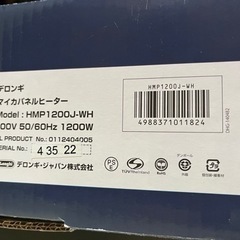 デロンギ
マイカパネルヒーター
Model : HMP1200J-WH
00V 50/60Hz 1200W
L PRODUCT No.0112404005
SERIAL No. 4 35 22
デロンギ・ジャパン株式会社
HMP1200J-WH
4988371011824